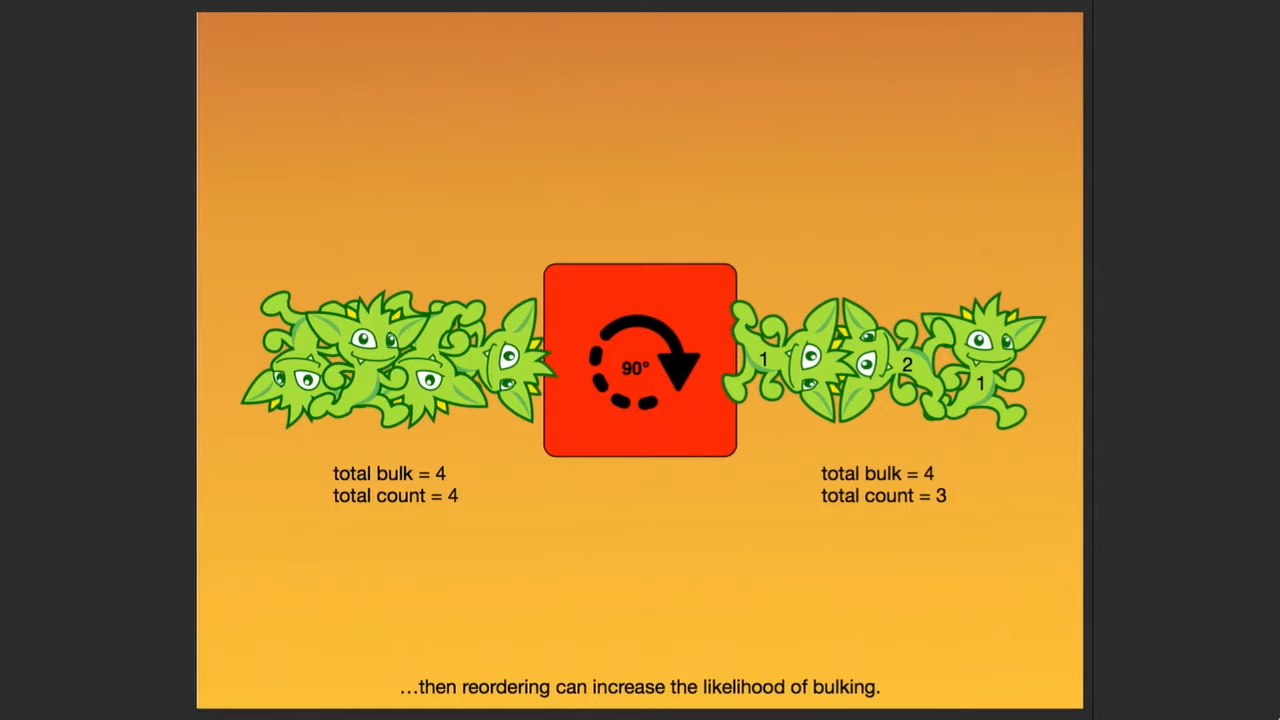 90°
1
2
1
total bulk = 4
total count = 4
total bulk = 4
total count = 3
…then reordering can increase the likelihood of bulking.